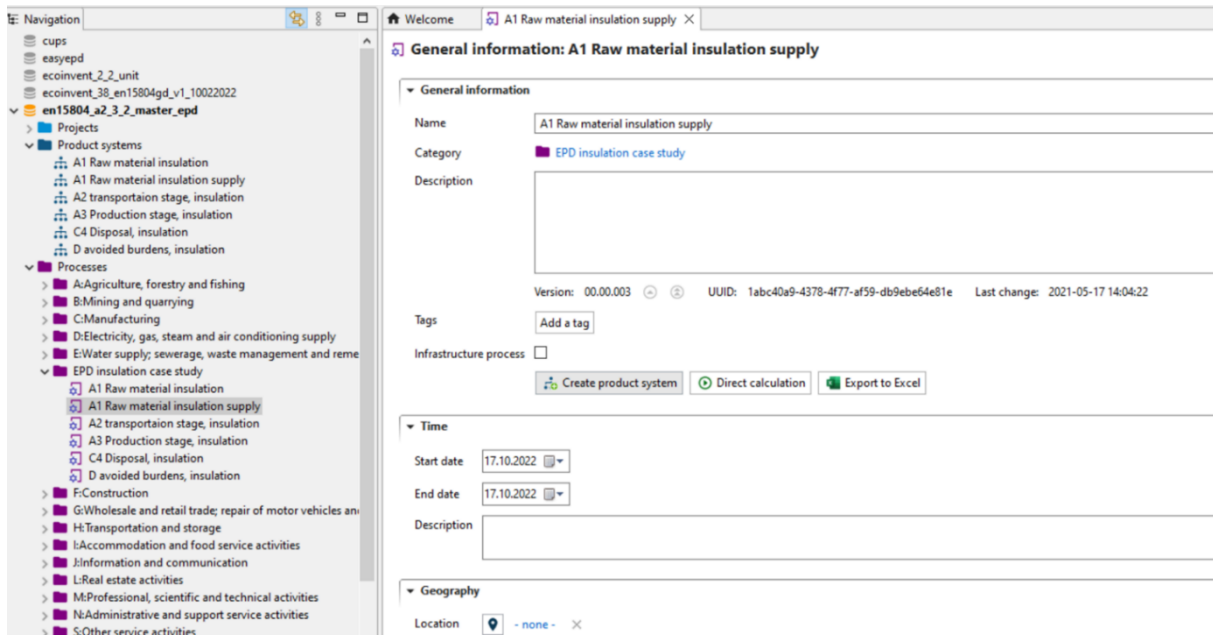 Navigation
cups
easyepd
ecoinvent_2_2_unit
ecoinvent_38_en15804gd_v1_10022022
en15804_a2_3_2_master_epd
Projects
Product systems
A1 Raw material insulation
A1 Raw material insulation supply
A2 transportaion stage, insulation
A3 Production stage, insulation
C4 Disposal, insulation
D avoided burdens, insulation
Processes
A:Agriculture, forestry and fishing
B:Mining and quarrying
C:Manufacturing
D:Electricity, gas, steam and air conditioning supply
E:Water supply; sewerage, waste management and reme
EPD insulation case study
A1 Raw material insulation
A1 Raw material insulation supply
A2 transportaion stage, insulation
A3 Production stage, insulation
C4 Disposal, insulation
D avoided burdens, insulation
F:Construction
G:Wholesale and retail trade; repair of motor vehicles an
H:Transportation and storage
I:Accommodation and food service activities
J:Information and communication
L:Real estate activities
M:Professional, scientific and technical activities
N:Administrative and support service activities
S:Other service activities
Welcome
A1 Raw material insulation supply
General information: A1 Raw material insulation supply
General information
Name A1 Raw material insulation supply
Category EPD insulation case study
Description
Version: 00.00.003 UUID: 1abc40a9-4378-4f77-af59-db9ebe64e81e Last change: 2021-05-17 14:04:22
Tags Add a tag
Infrastructure process
Create product system Direct calculation Export to Excel
Time
Start date 17.10.2022
End date 17.10.2022
Description
Geography
Location - none -